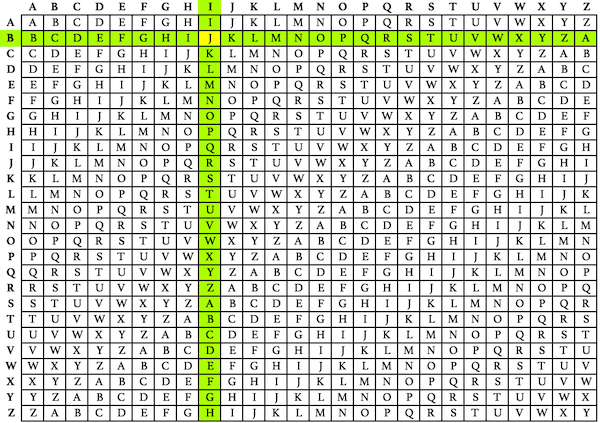 A B C D E F G H I J K L M N O P Q R S T U V W X Y Z
A A B C D E F G H I J K L M N O P Q R S T U V W X Y Z
B B C D E F G H I J K L M N O P Q R S T U V W X Y Z A
C C D E F G H I J K L M N O P Q R S T U V W X Y Z A B
D D E F G H I J K L M N O P Q R S T U V W X Y Z A B C
E E F G H I J K L M N O P Q R S T U V W X Y Z A B C D
F F G H I J K L M N O P Q R S T U V W X Y Z A B C D E
G G H I J K L M N O P Q R S T U V W X Y Z A B C D E F
H H I J K L M N O P Q R S T U V W X Y Z A B C D E F G
I I J K L M N O P Q R S T U V W X Y Z A B C D E F G H
J J K L M N O P Q R S T U V W X Y Z A B C D E F G H I
K K L M N O P Q R S T U V W X Y Z A B C D E F G H I J
L L M N O P Q R S T U V W X Y Z A B C D E F G H I J K
M M N O P Q R S T U V W X Y Z A B C D E F G H I J K L
N N O P Q R S T U V W X Y Z A B C D E F G H I J K L M
O O P Q R S T U V W X Y Z A B C D E F G H I J K L M N
P P Q R S T U V W X Y Z A B C D E F G H I J K L M N O
Q Q R S T U V W X Y Z A B C D E F G H I J K L M N O P
R R S T U V W X Y Z A B C D E F G H I J K L M N O P Q
S S T U V W X Y Z A B C D E F G H I J K L M N O P Q R
T T U V W X Y Z A B C D E F G H I J K L M N O P Q R S
U U V W X Y Z A B C D E F G H I J K L M N O P Q R S T
V V W X Y Z A B C D E F G H I J K L M N O P Q R S T U
W W X Y Z A B C D E F G H I J K L M N O P Q R S T U V
X X Y Z A B C D E F G H I J K L M N O P Q R S T U V W
Y Y Z A B C D E F G H I J K L M N O P Q R S T U V W X
Z Z A B C D E F G H I J K L M N O P Q R S T U V W X Y